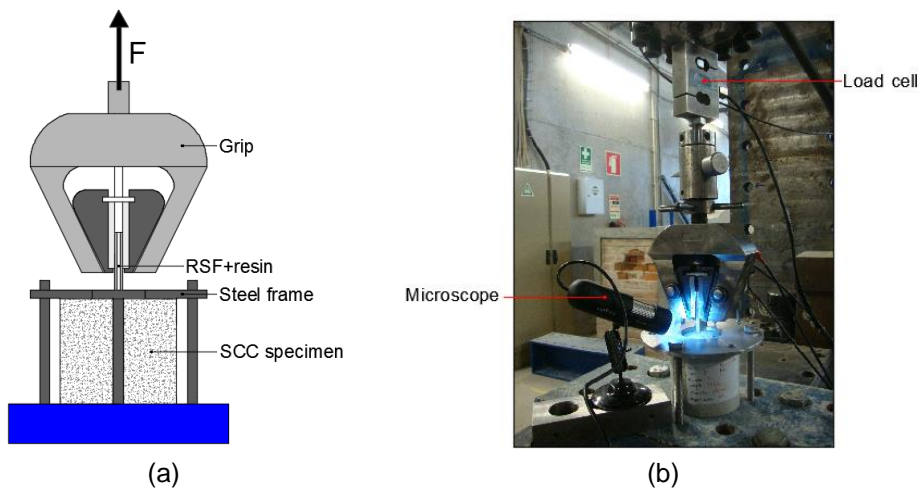 F
Grip
RSF+resin
Steel frame
SCC specimen
(a)
Load cell
Microscope
(b)